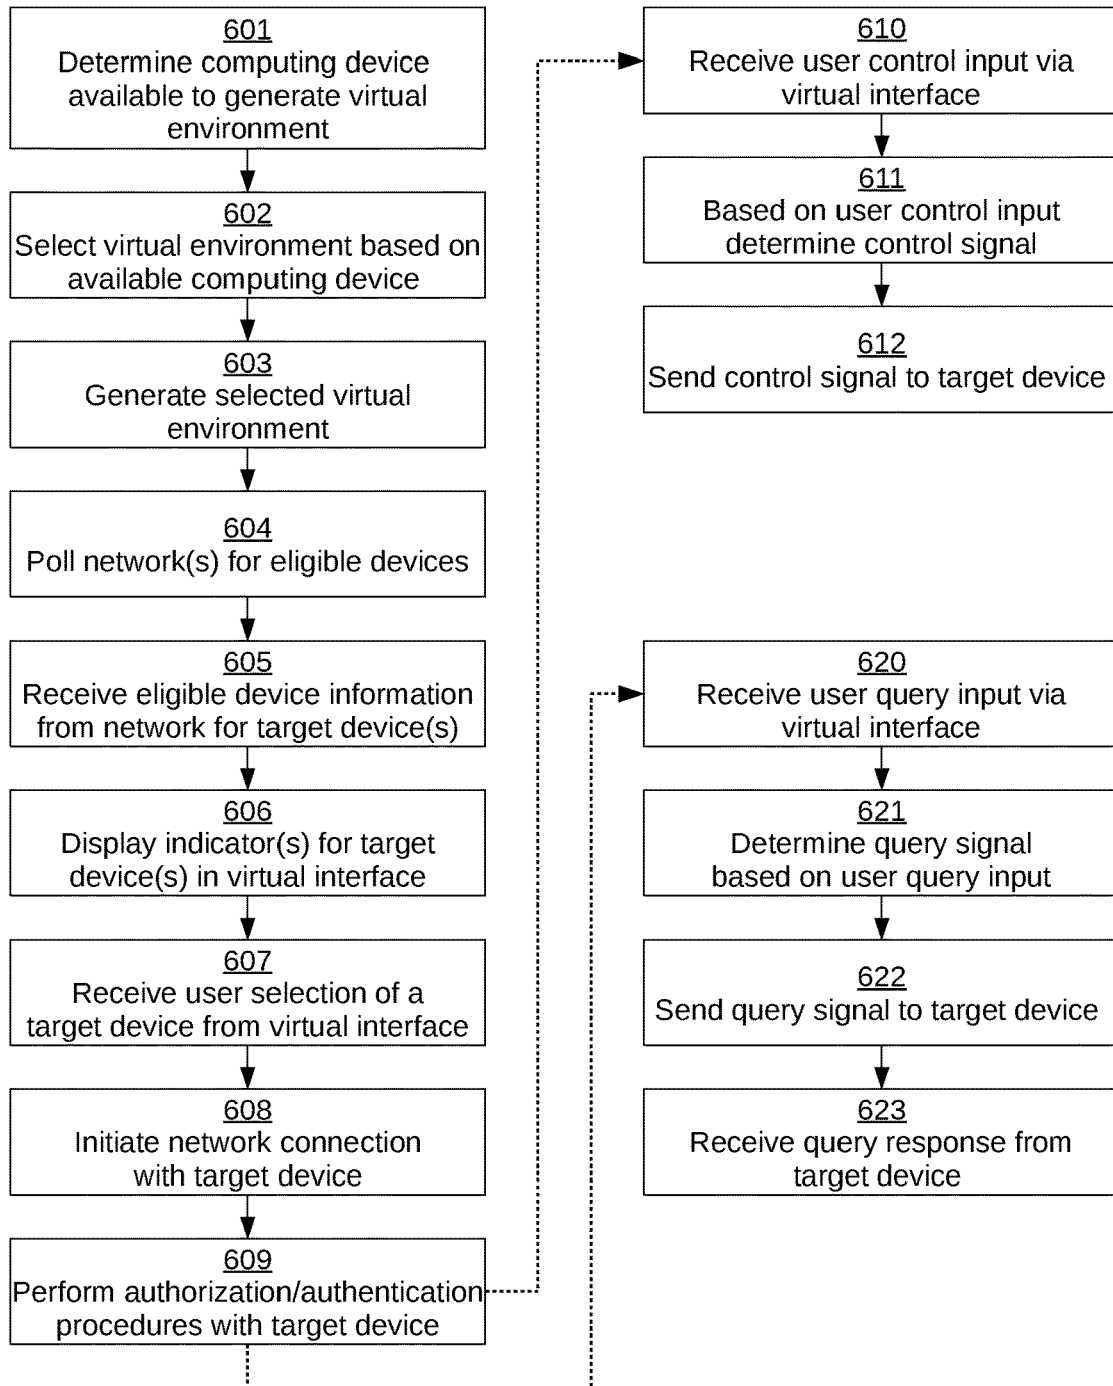 601
Determine computing device
available to generate virtual
environment
602
Select virtual environment based on
available computing device
603
Generate selected virtual
environment
604
Poll network(s) for eligible devices
605
Receive eligible device information
from network for target device(s)
606
Display indicator(s) for target
device(s) in virtual interface
607
Receive user selection of a
target device from virtual interface
608
Initiate network connection
with target device
609
Perform authorization/authentication
procedures with target device
610
Receive user control input via
virtual interface
611
Based on user control input
determine control signal
612
Send control signal to target device
620
Receive user query input via
virtual interface
621
Determine query signal
based on user query input
622
Send query signal to target device
623
Receive query response from
target device